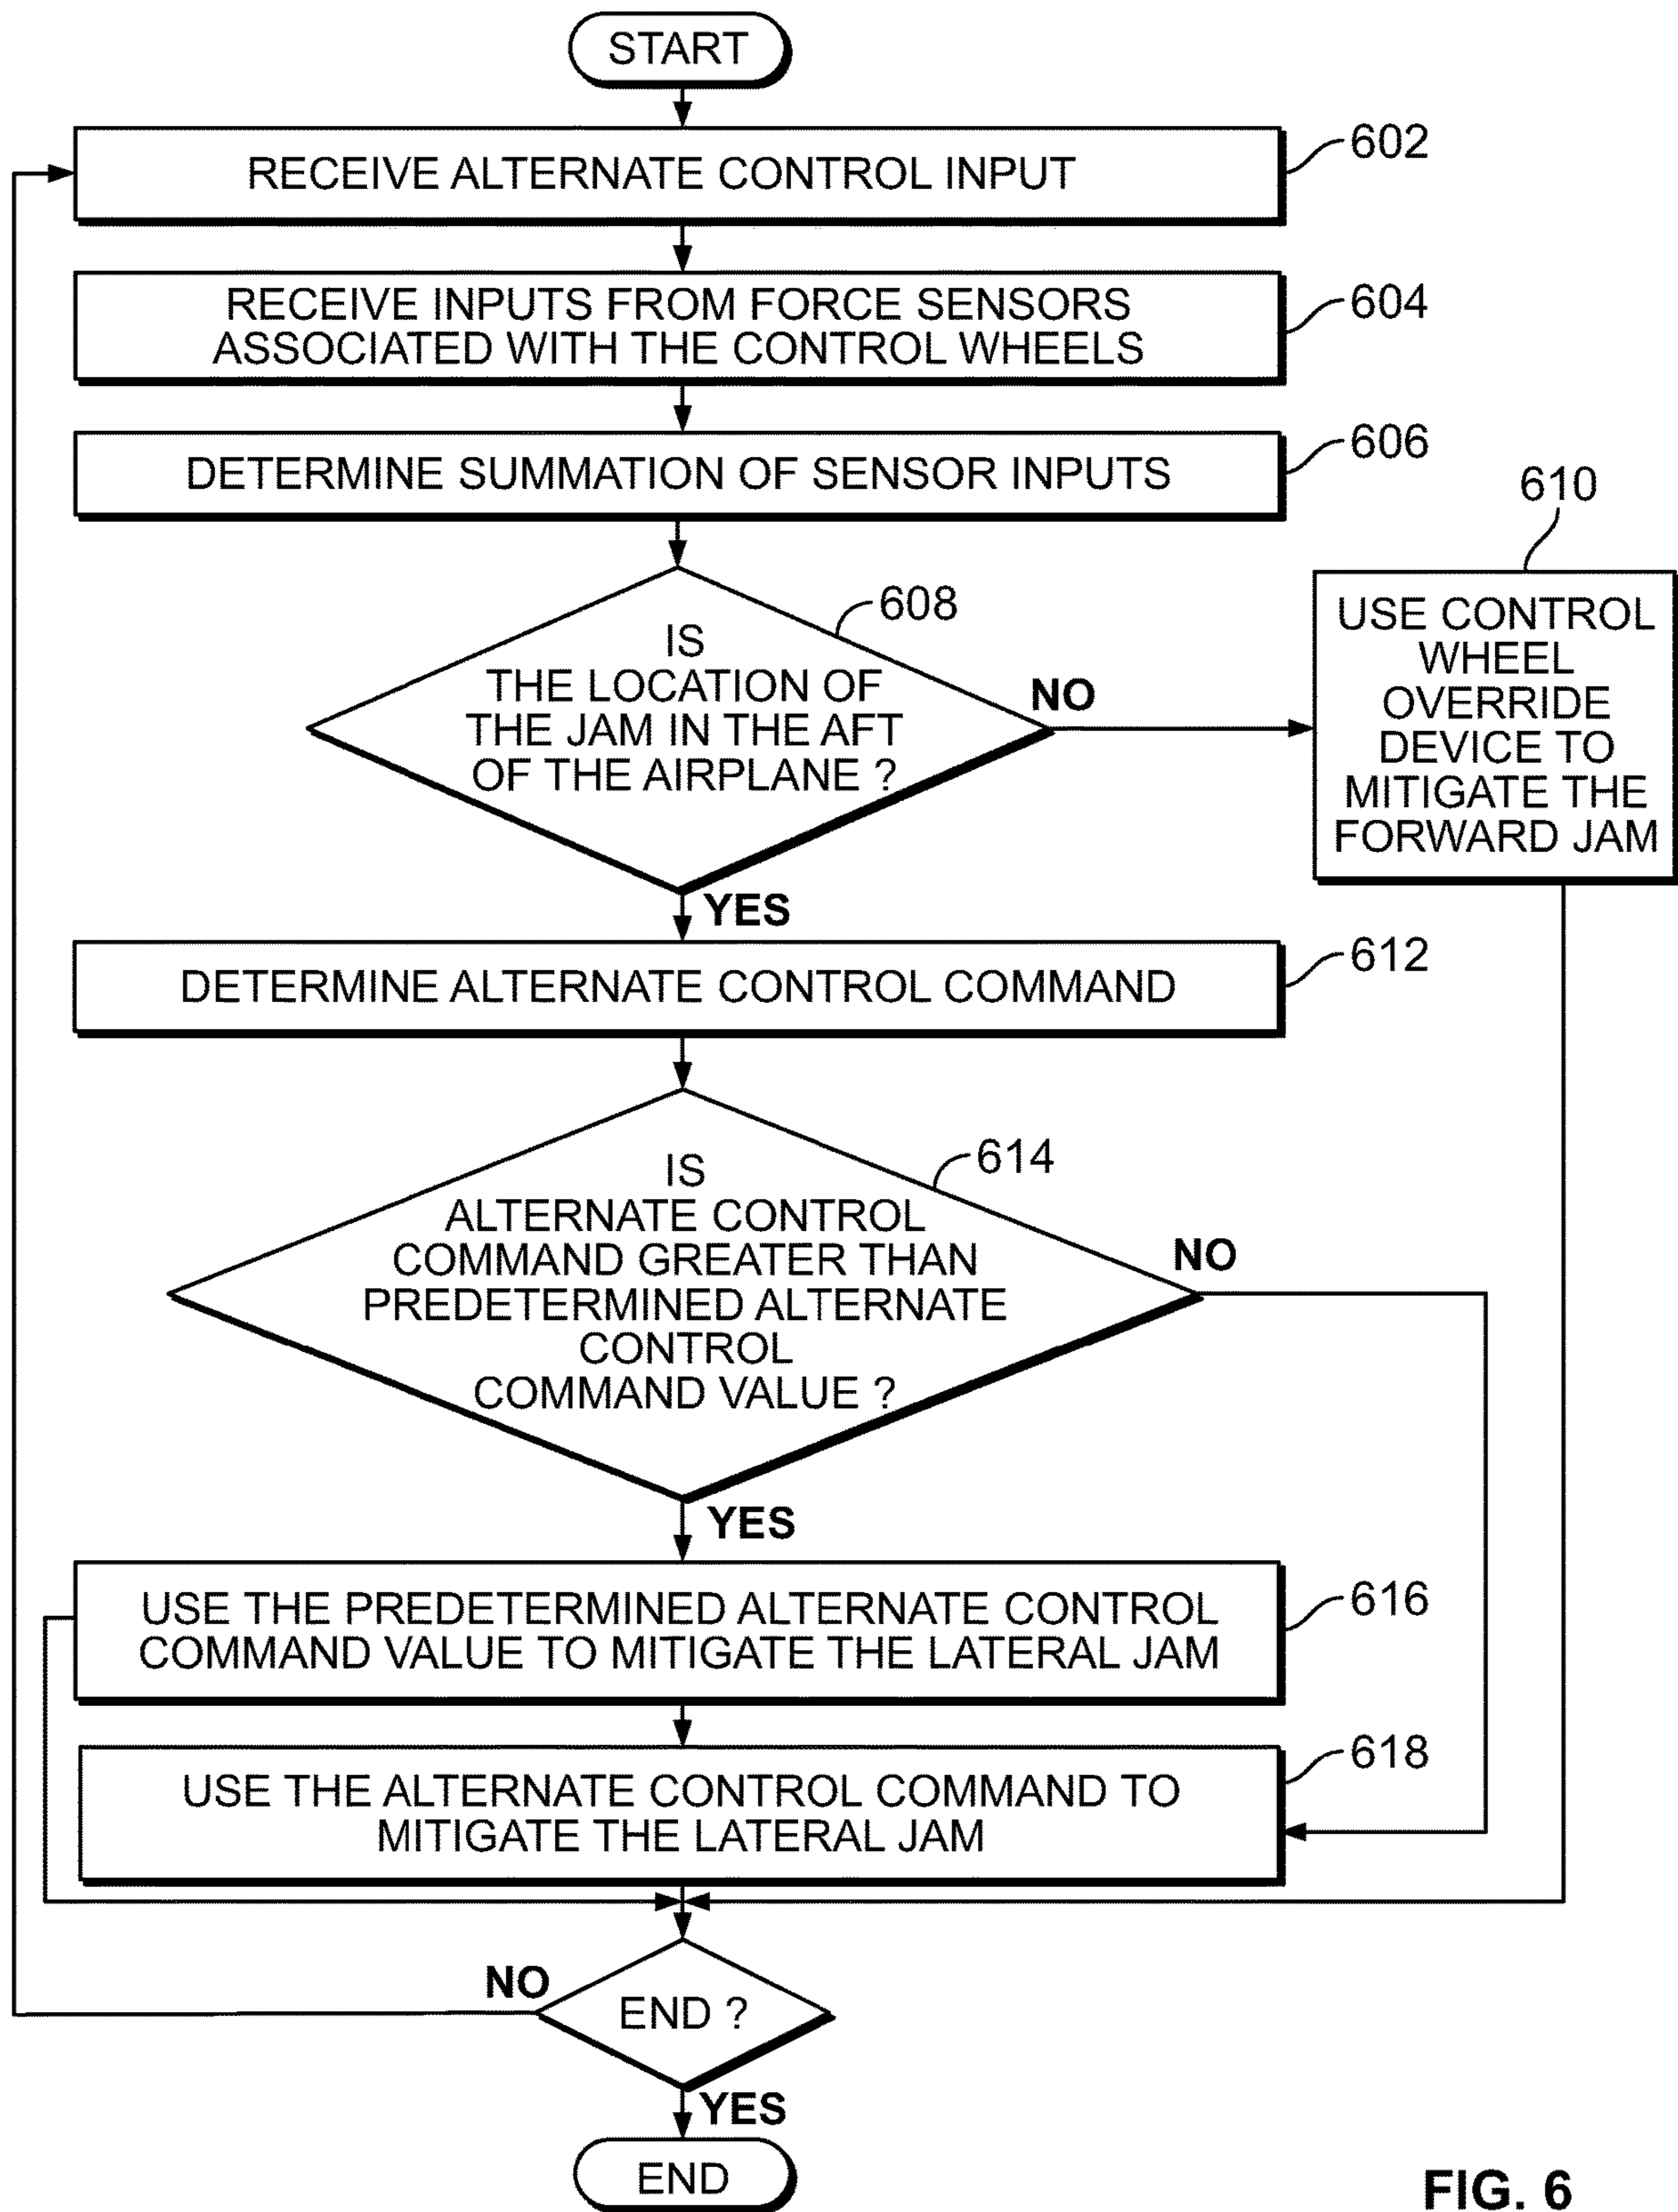 START
602
RECEIVE ALTERNATE CONTROL INPUT
604
RECEIVE INPUTS FROM FORCE SENSORS
ASSOCIATED WITH THE CONTROL WHEELS
606
DETERMINE SUMMATION OF SENSOR INPUTS
608
IS
THE LOCATION OF
THE JAM IN THE AFT
OF THE AIRPLANE ?
NO
610
USE CONTROL
WHEEL
OVERRIDE
DEVICE TO
MITIGATE THE
FORWARD JAM
YES
612
DETERMINE ALTERNATE CONTROL COMMAND
614
IS
ALTERNATE CONTROL
COMMAND GREATER THAN
PREDETERMINED ALTERNATE
CONTROL
COMMAND VALUE ?
NO
YES
616
USE THE PREDETERMINED ALTERNATE CONTROL
COMMAND VALUE TO MITIGATE THE LATERAL JAM
618
USE THE ALTERNATE CONTROL COMMAND TO
MITIGATE THE LATERAL JAM
NO
END ?
YES
END
FIG. 6